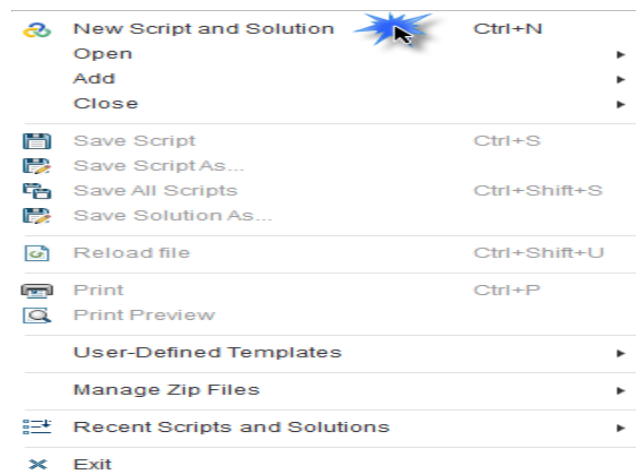 New Script and Solution Ctrl+N
Open
Add
Close
Save Script Ctrl+S
Save Script As...
Save All Scripts Ctrl+Shift+S
Save Solution As...
Reload file Ctrl+Shift+U
Print Ctrl+P
Print Preview
User-Defined Templates
Manage Zip Files
Recent Scripts and Solutions
Exit